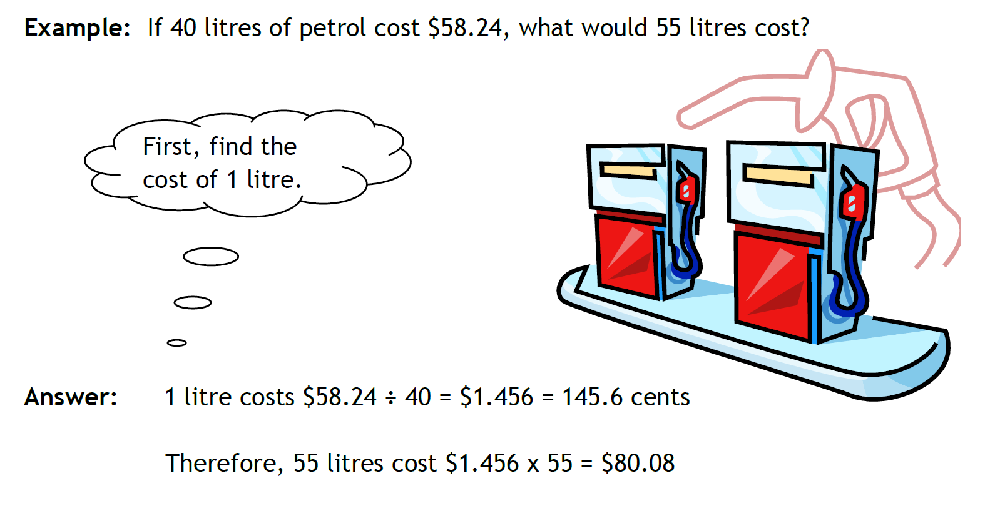 Example: If 40 litres of petrol cost $58.24, what would 55 litres cost?
First, find the
cost of 1 litre.
Answer: 1 litre costs $58.24 ÷ 40 = $1.456 = 145.6 cents
Therefore, 55 litres cost $1.456 x 55 = $80.08